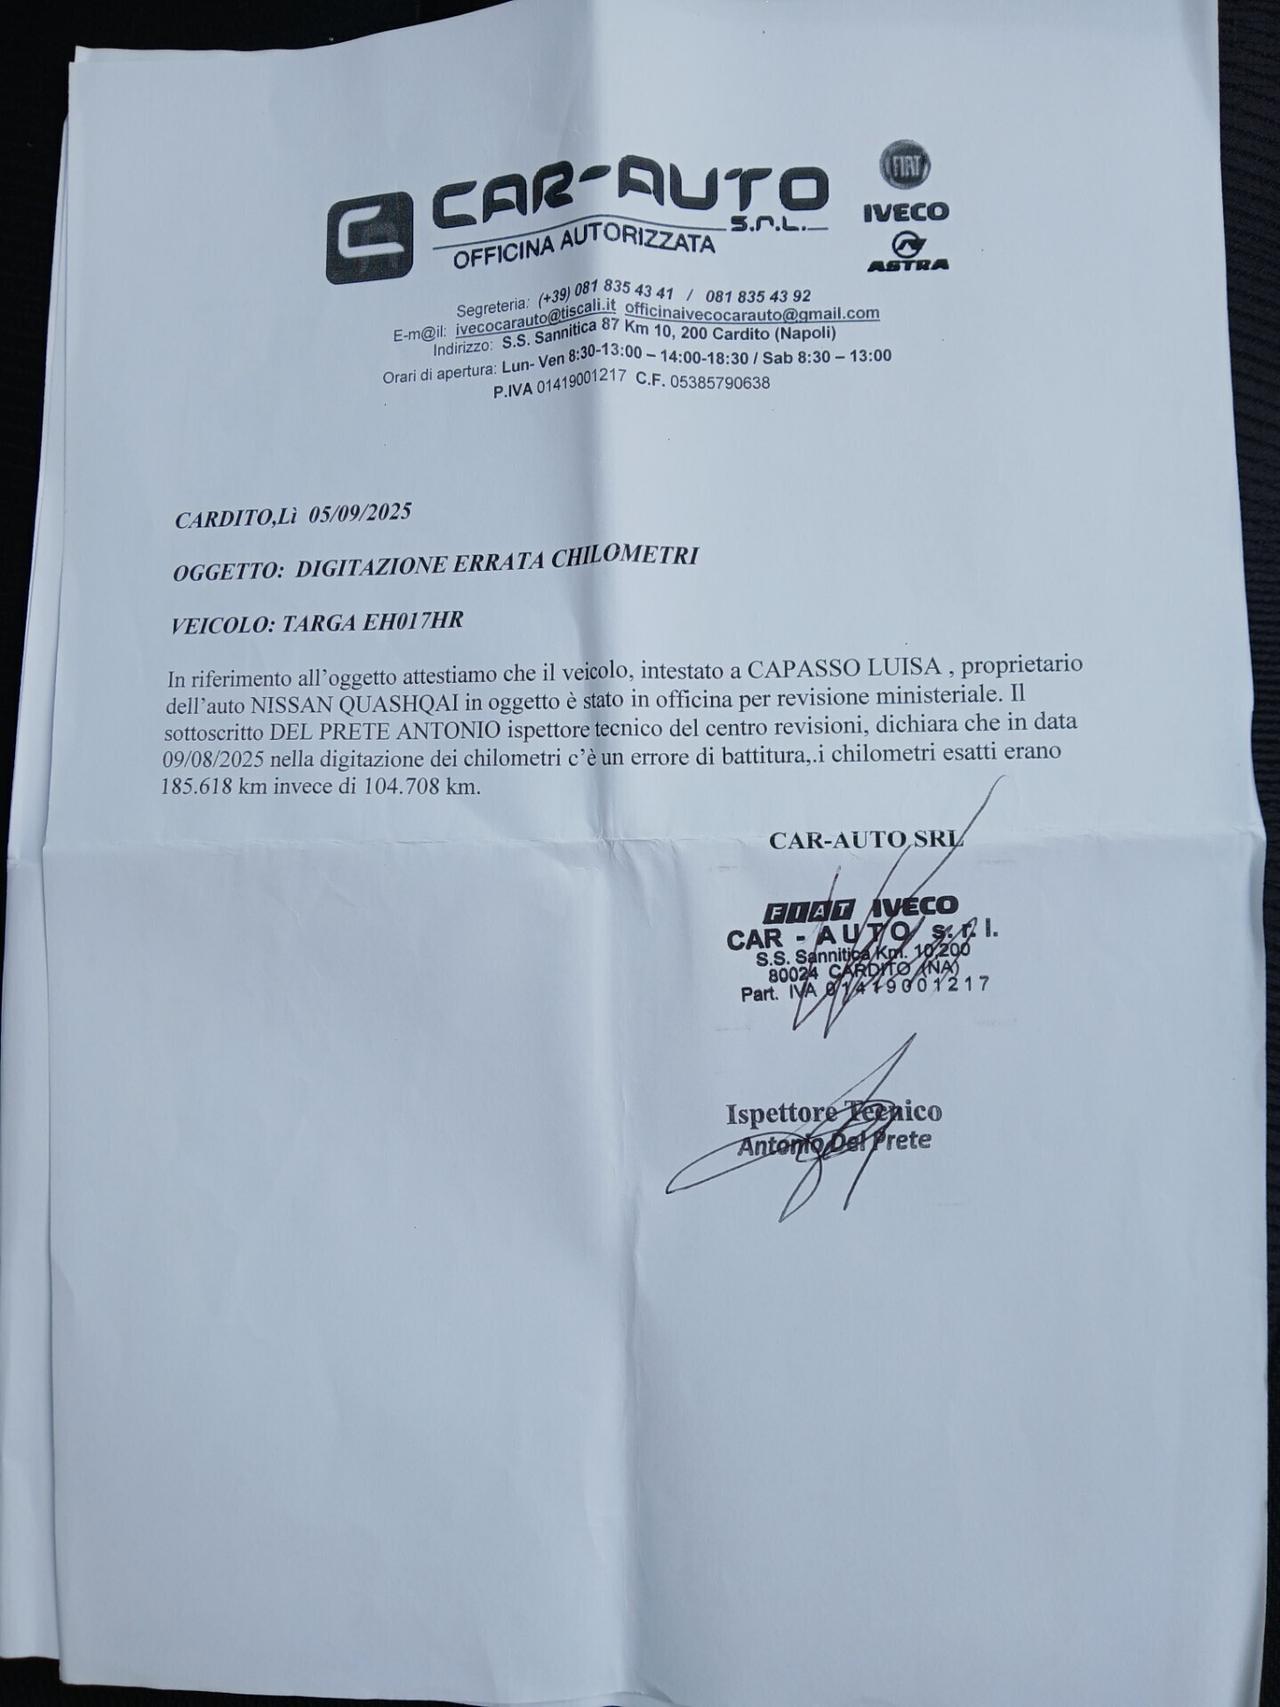 CAR-AUTO
S.r.L.
OFFICINA AUTORIZZATA
FIAT
IVECO
ASTRA
Segreteria: (+39) 081 835 43 41 / 081 835 43 92
E-m@il: ivecocarauto@tiscali.it officinaivecocarauto@gmail.com
Indirizzo: S.S. Sannitica 87 Km 10, 200 Cardito (Napoli)
Orari di apertura: Lun- Ven 8:30-13:00 – 14:00-18:30 / Sab 8:30 – 13:00
P.IVA 01419001217 C.F. 05385790638
CARDITO,Lì 05/09/2025
OGGETTO: DIGITAZIONE ERRATA CHILOMETRI
VEICOLO: TARGA EH017HR
In riferimento all'oggetto attestiamo che il veicolo, intestato a CAPASSO LUISA , proprietario
dell'auto NISSAN QUASHQAI in oggetto è stato in officina per revisione ministeriale. Il
sottoscritto DEL PRETE ANTONIO ispettore tecnico del centro revisioni, dichiara che in data
09/08/2025 nella digitazione dei chilometri c'è un errore di battitura,.i chilometri esatti erano
185.618 km invece di 104.708 km.
CAR-AUTO SRL
FIAT IVECO
CAR - AUTO s. r. l.
S.S. Sannitica Km. 10,200
80024 CARDITO (NA)
Part. IVA 01419001217
Ispettore Tecnico
Antonio Del Prete